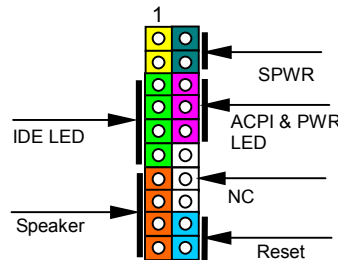 1
SPWR
IDE LED
ACPI & PWR
LED
NC
Speaker
Reset